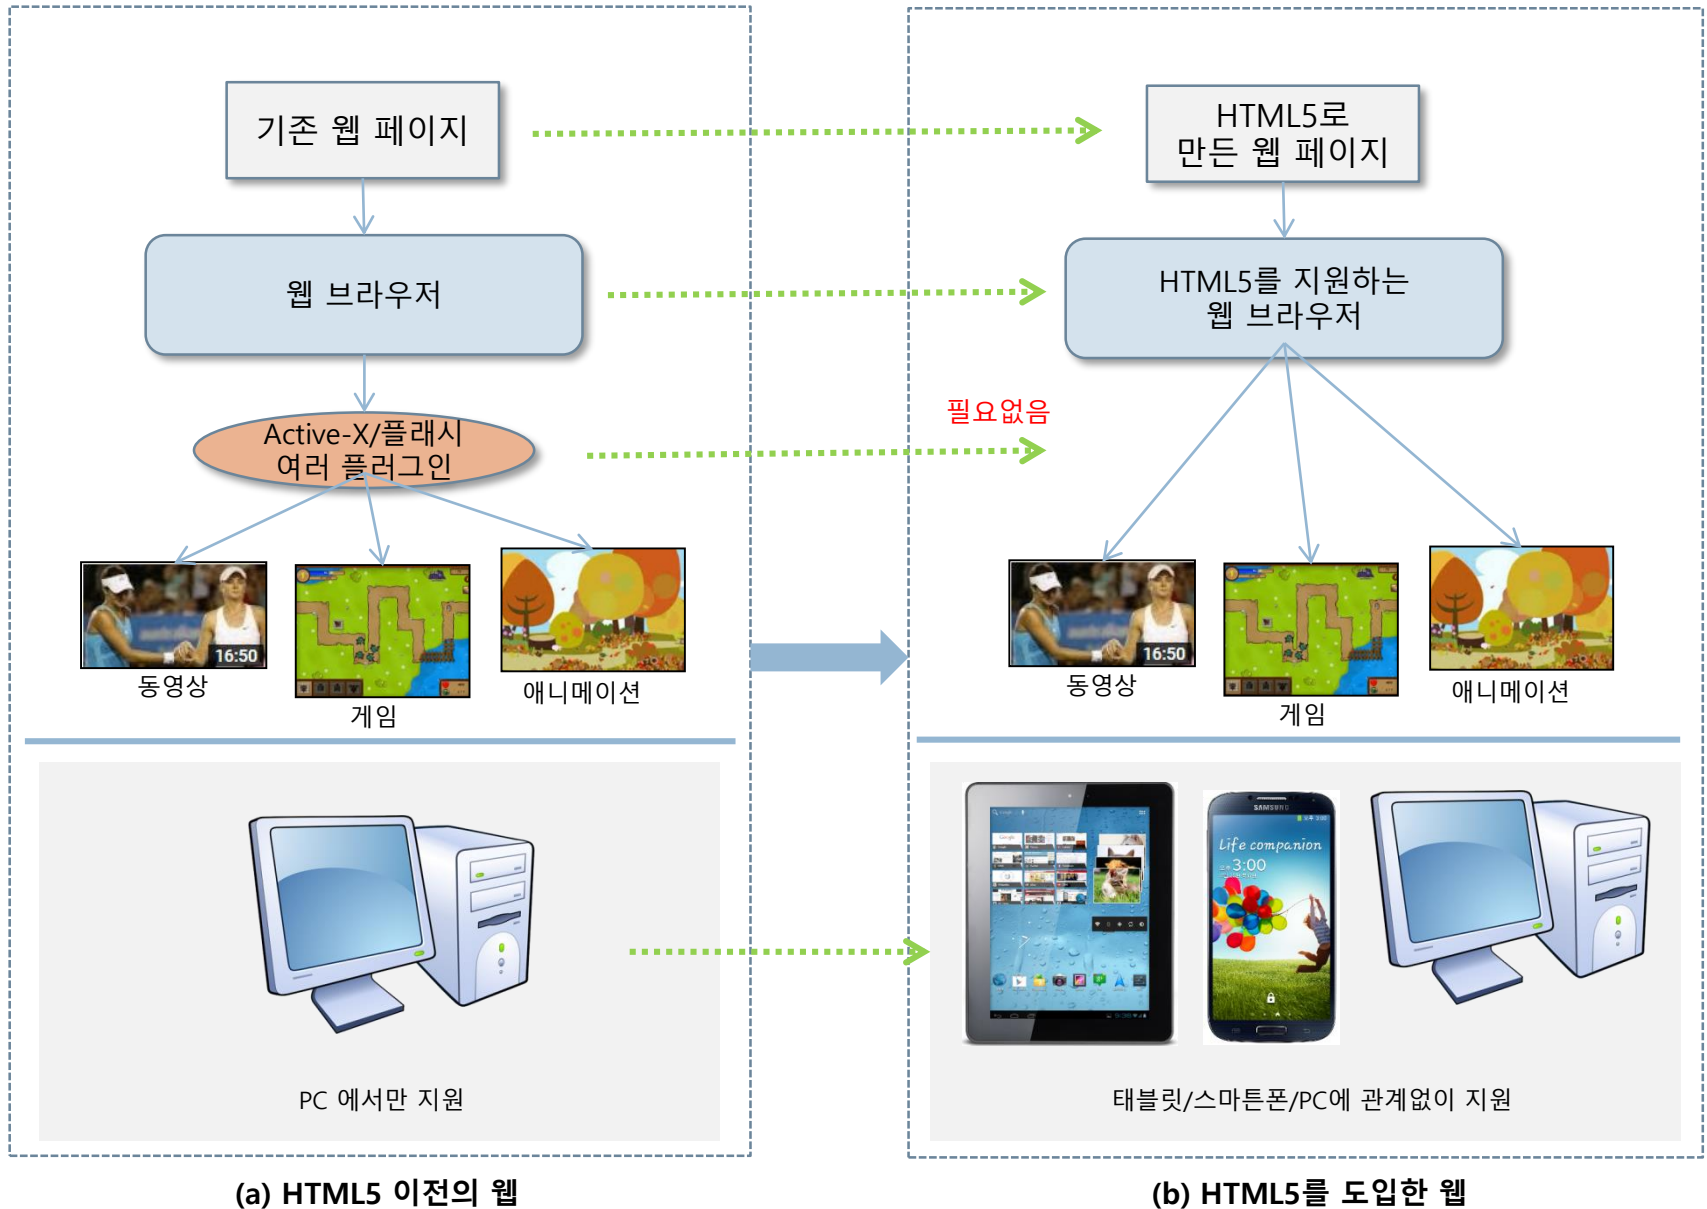 기존 웹 페이지
HTML5로
만든 웹 페이지
웹 브라우저
HTML5를 지원하는
웹 브라우저
필요없음
Active-X/플래시
여러 플러그인
16:50
동영상
게임
애니메이션
16:50
동영상
게임
애니메이션
SAMSUNG
Life companion
3:00
PC 에서만 지원
태블릿/스마트폰/PC에 관계없이 지원
(a) HTML5 이전의 웹
(b) HTML5를 도입한 웹